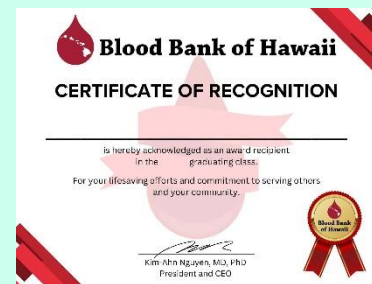 Blood Bank of Hawaii
CERTIFICATE OF RECOGNITION
is hereby acknowledged as an award recipient
in the graduating class.
For your lifesaving efforts and commitment to serving others
and your community.
Blood Bank
of Hawaii
Kim-Ahn Nguyen, MD, PhD
President and CEO